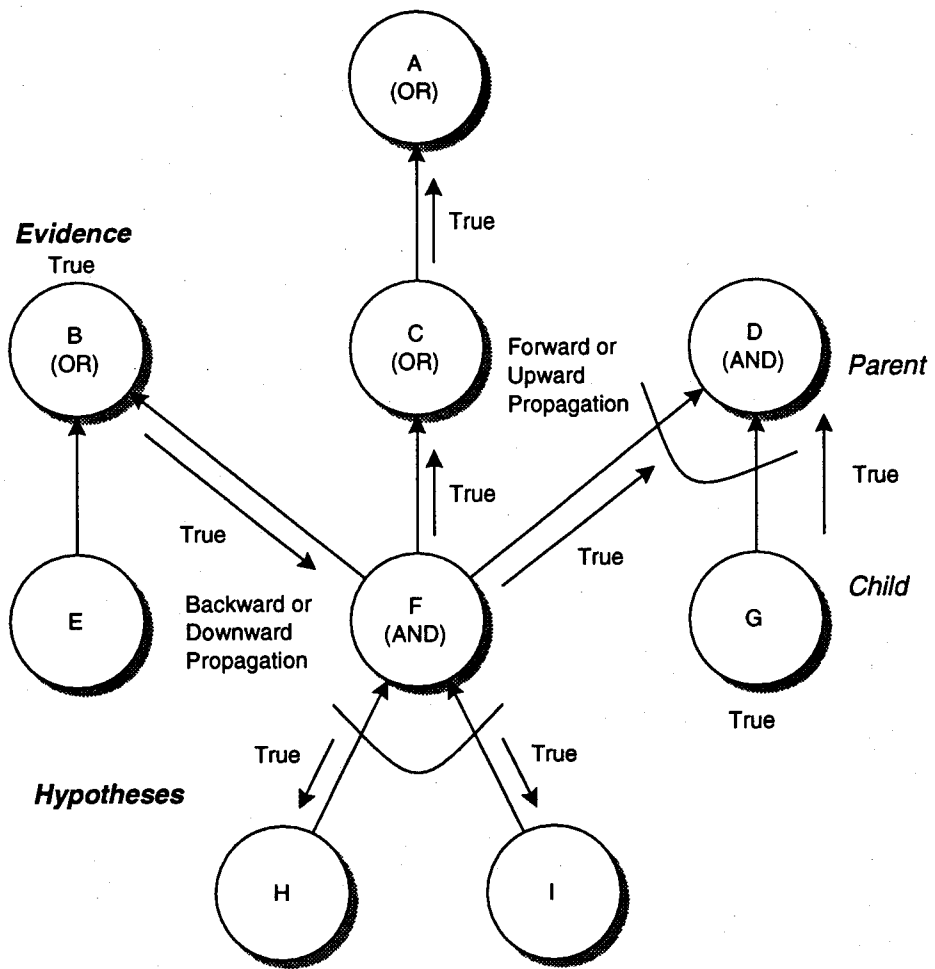 A
(OR)
True
Evidence
True
B
(OR)
C
(OR)
D
(AND)
Forward or
Upward
Propagation
Parent
True
True
True
True
Backward or
Downward
Propagation
E
F
(AND)
G
Child
True
True
True
Hypotheses
H
I